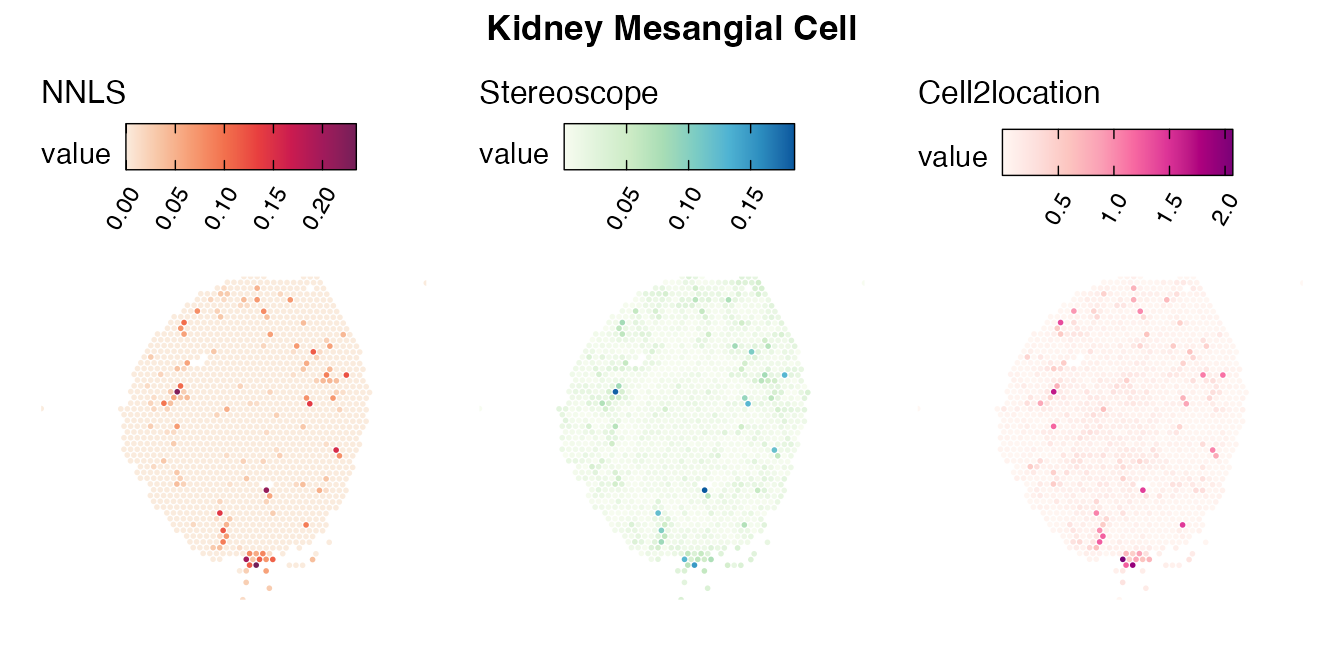 Kidney Mesangial Cell
NNLS
value
0.00 0.05 0.10 0.15 0.20
Stereoscope
value
0.05 0.10 0.15
Cell2location
value
0.5 1.0 1.5 2.0